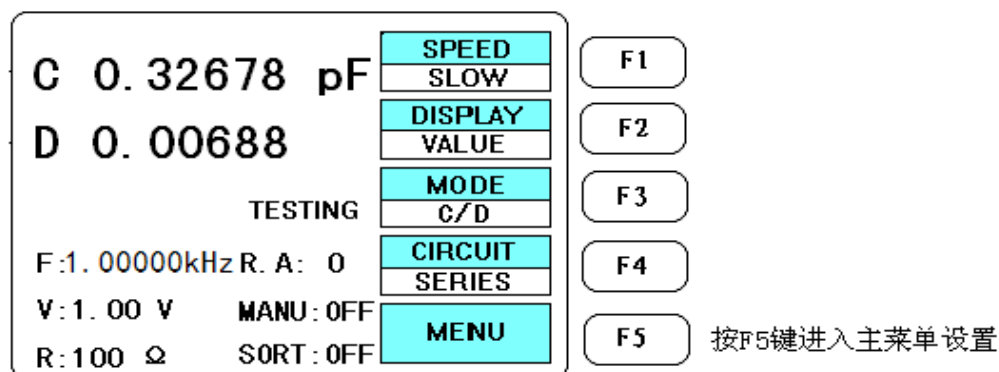 C 0.32678 pF
D 0.00688
TESTING
F:1.00000kHz R.A: 0
V:1.00 V MANU:OFF
R:100 Ω SORT:OFF
SPEED
SLOW
DISPLAY
VALUE
MODE
C/D
CIRCUIT
SERIES
MENU
F1
F2
F3
F4
F5 按F5键进入主菜单设置